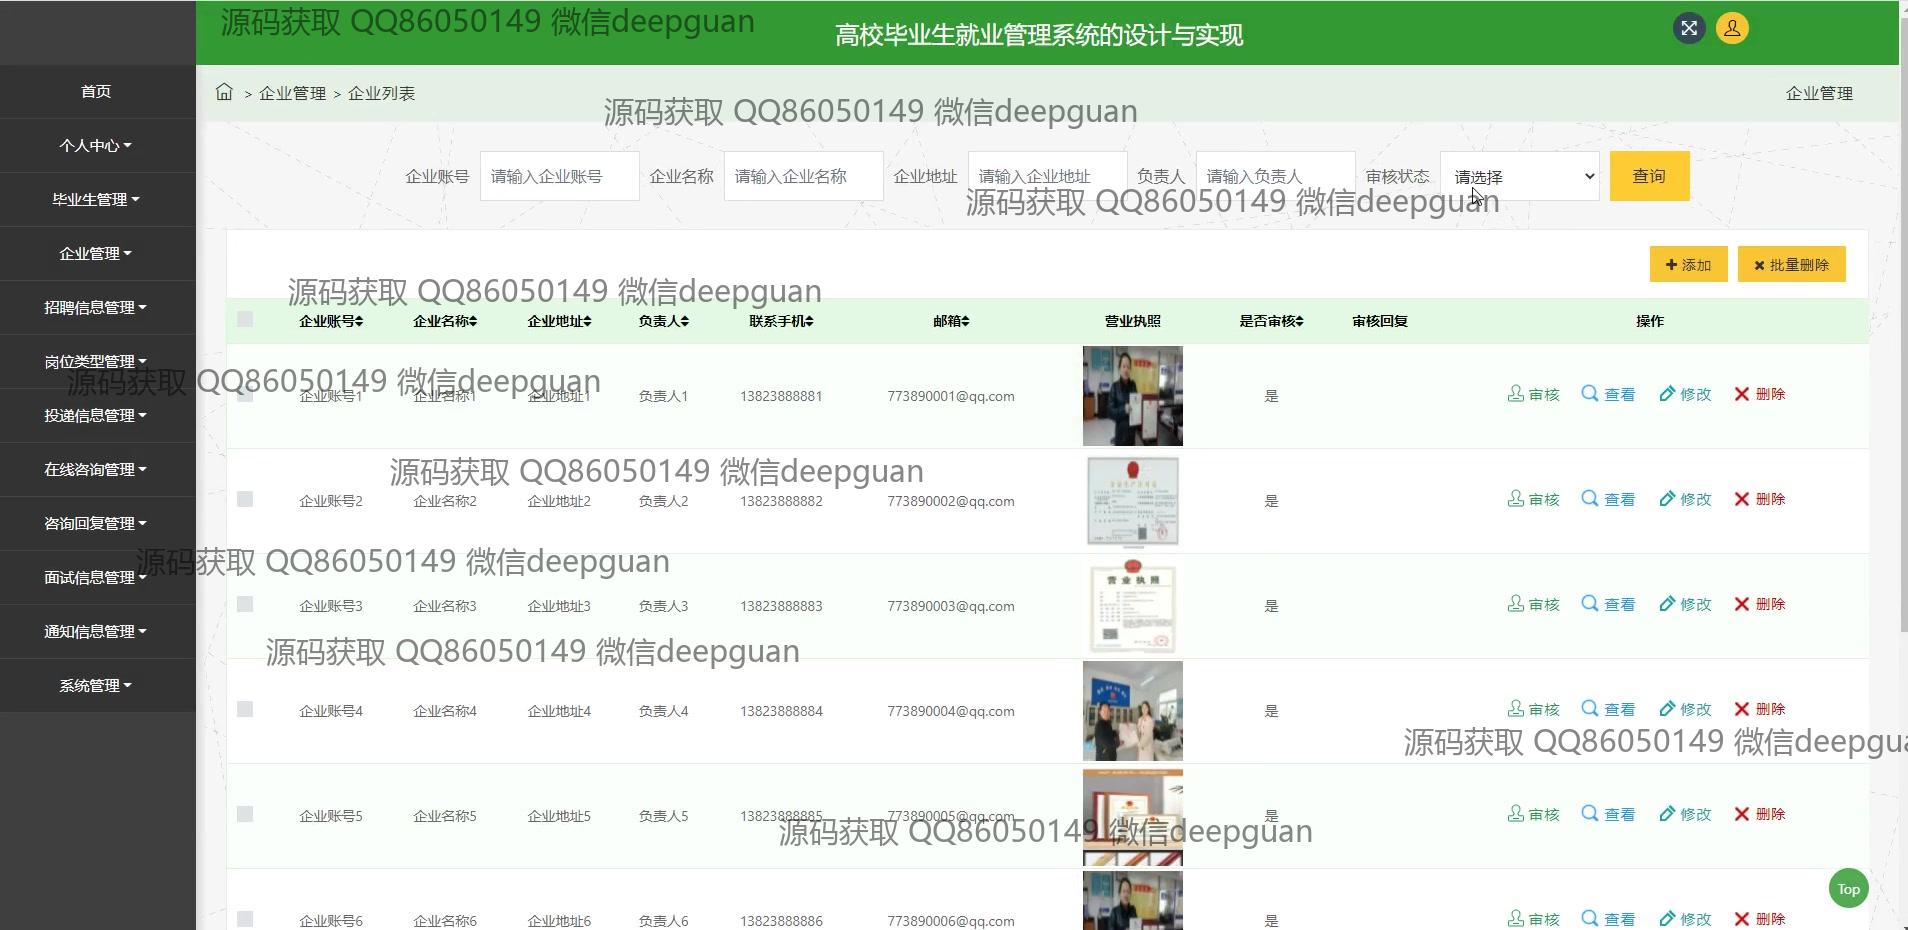 源码获取 QQ86050149 微信deepguan
高校毕业生就业管理系统的设计与实现
首页
个人中心
毕业生管理
企业管理
招聘信息管理
岗位类型管理
投递信息管理
在线咨询管理
咨询回复管理
面试信息管理
通知信息管理
系统管理
> 企业管理 > 企业列表
企业管理
源码获取 QQ86050149 微信deepguan
企业账号 请输入企业账号 企业名称 请输入企业名称 企业地址 请输入企业地址 负责人 请输入负责人 审核状态 请选择 查询
源码获取 QQ86050149 微信deepguan
添加 批量删除
源码获取 QQ86050149 微信deepguan
企业账号 企业名称 企业地址 负责人 联系手机 邮箱 营业执照 是否审核 审核回复 操作
源码获取 QQ86050149 微信deepguan
企业账号1 企业名称1 企业地址1 负责人1 13823888881 773890001@qq.com 是 审核 查看 修改 删除
源码获取 QQ86050149 微信deepguan
企业账号2 企业名称2 企业地址2 负责人2 13823888882 773890002@qq.com 是 审核 查看 修改 删除
源码获取 QQ86050149 微信deepguan
营业执照
企业账号3 企业名称3 企业地址3 负责人3 13823888883 773890003@qq.com 是 审核 查看 修改 删除
源码获取 QQ86050149 微信deepguan
企业账号4 企业名称4 企业地址4 负责人4 13823888884 773890004@qq.com 是 审核 查看 修改 删除
源码获取 QQ86050149 微信deepgua
企业账号5 企业名称5 企业地址5 负责人5 13823888885 773890005@qq.com 是 审核 查看 修改 删除
源码获取 QQ86050149 微信deepguan
Top
企业账号6 企业名称6 企业地址6 负责人6 13823888886 773890006@qq.com 是 审核 查看 修改 删除